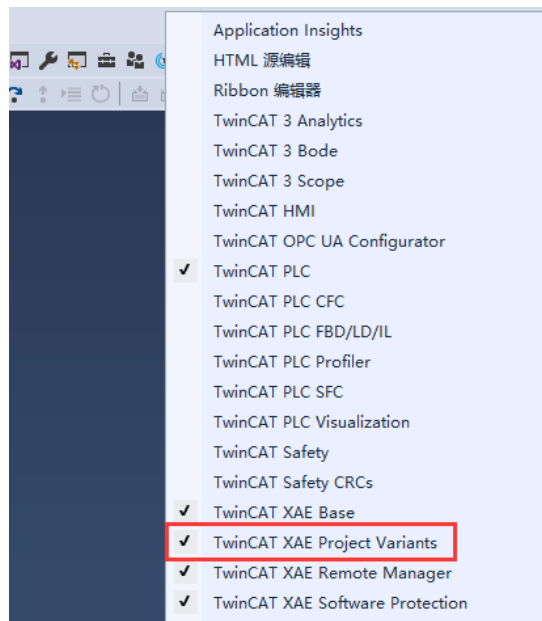 Application Insights
HTML 源编辑
Ribbon 编辑器
TwinCAT 3 Analytics
TwinCAT 3 Bode
TwinCAT 3 Scope
TwinCAT HMI
TwinCAT OPC UA Configurator
TwinCAT PLC
TwinCAT PLC CFC
TwinCAT PLC FBD/LD/IL
TwinCAT PLC Profiler
TwinCAT PLC SFC
TwinCAT PLC Visualization
TwinCAT Safety
TwinCAT Safety CRCs
TwinCAT XAE Base
TwinCAT XAE Project Variants
TwinCAT XAE Remote Manager
TwinCAT XAE Software Protection